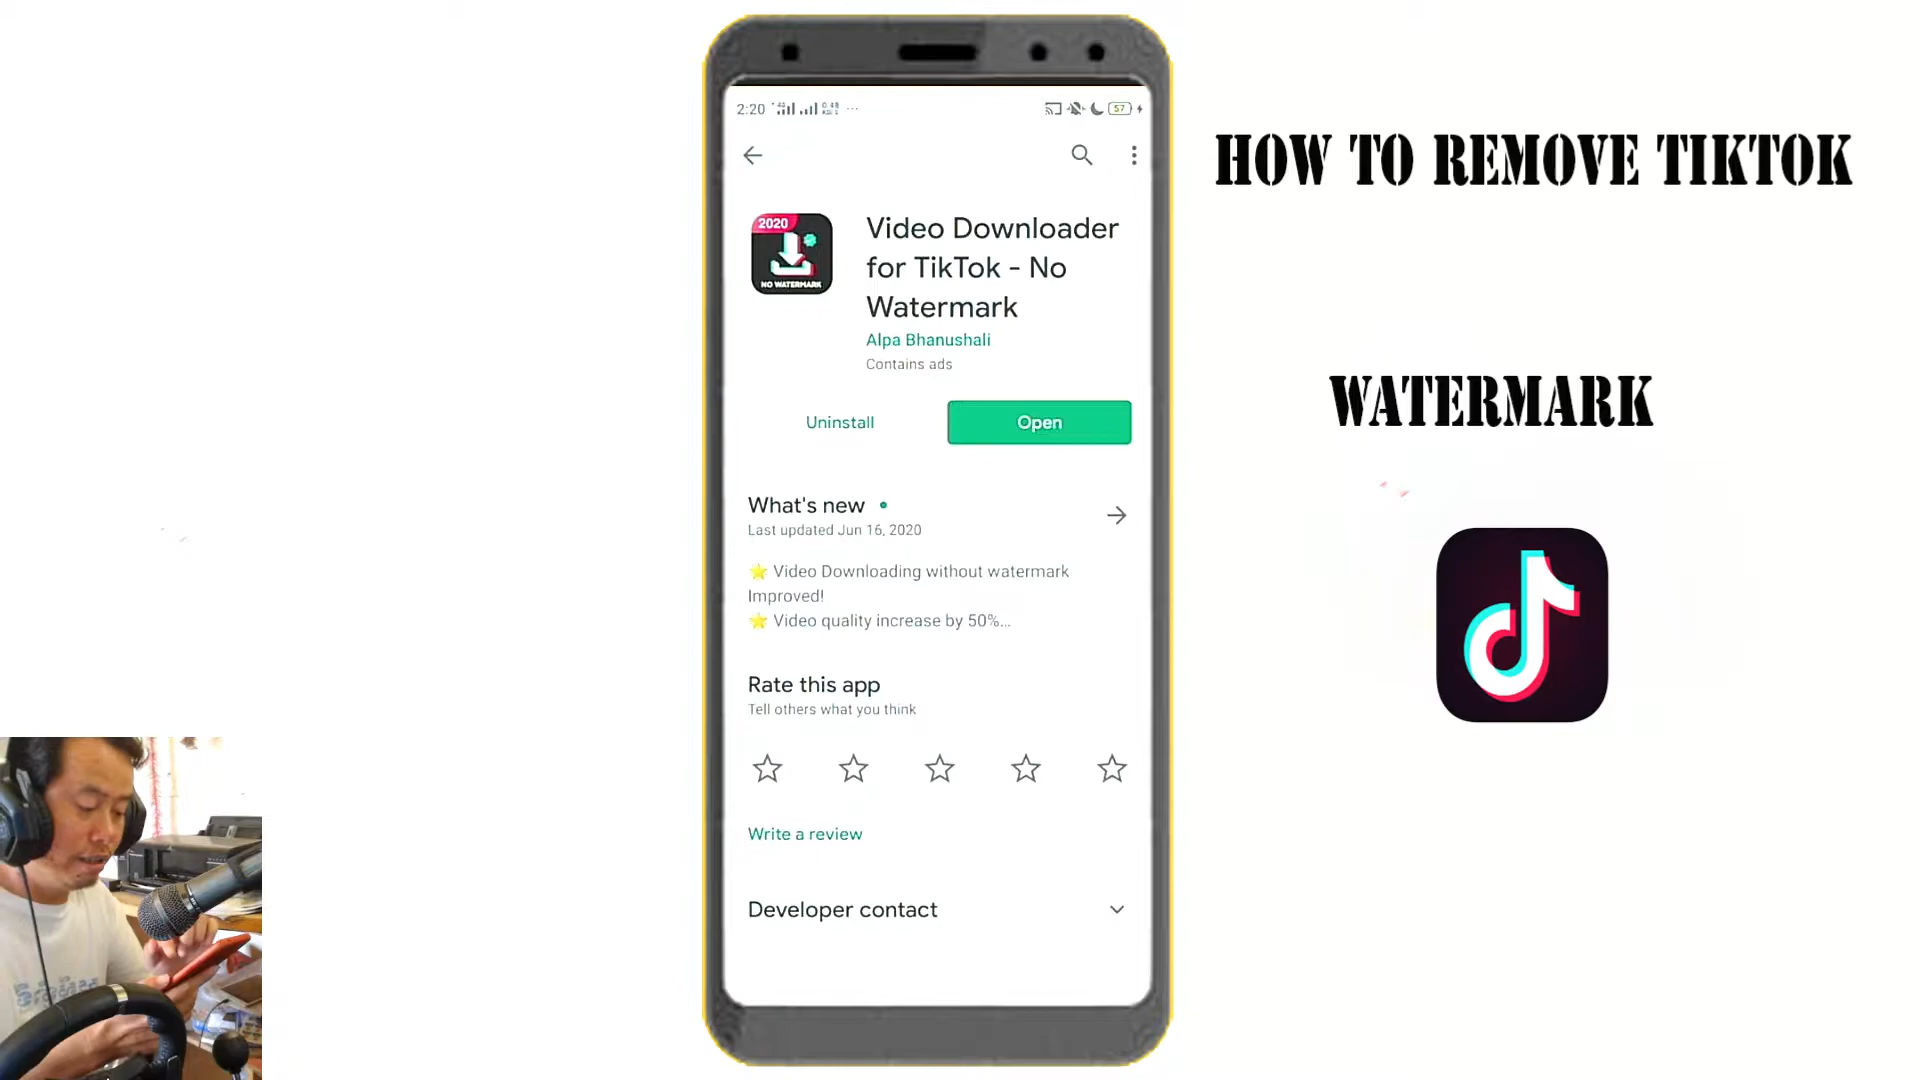 2:20
57
2020
NO WATERMARK
Video Downloader
for TikTok - No
Watermark
Alpa Bhanushali
Contains ads
Uninstall
Open
What's new
Last updated Jun 16, 2020
Video Downloading without watermark
Improved!
Video quality increase by 50%...
Rate this app
Tell others what you think
Write a review
Developer contact
HOW TO REMOVE TIKTOK
WATERMARK